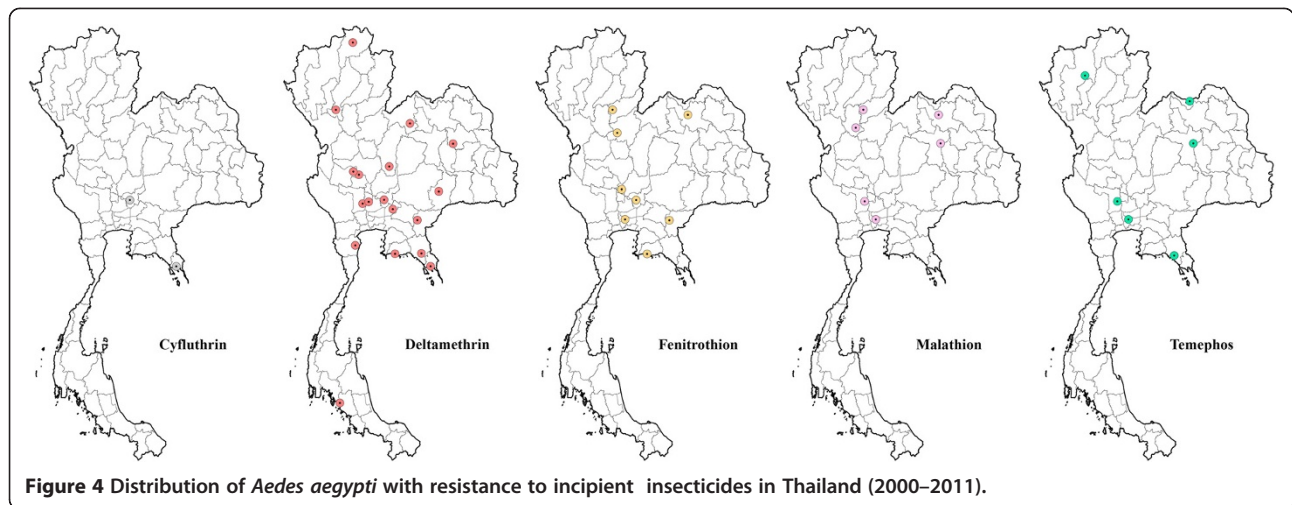 Cyfluthrin Deltamethrin Fenitrothion Malathion Temephos
Figure 4 Distribution of Aedes aegypti with resistance to incipient insecticides in Thailand (2000–2011).